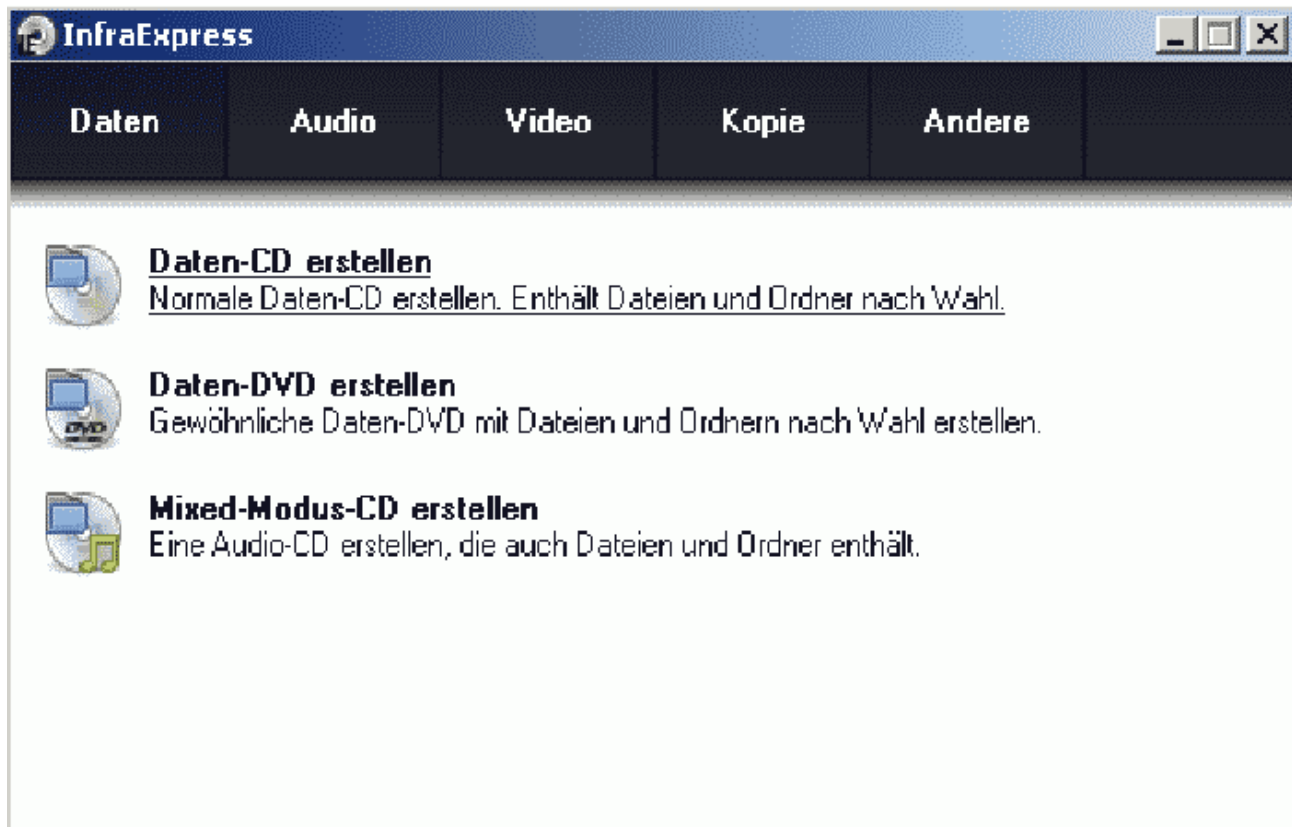 InfraExpress
Daten Audio Video Kopie Andere
Daten-CD erstellen
Normale Daten-CD erstellen. Enthält Dateien und Ordner nach Wahl.
Daten-DVD erstellen
Gewöhnliche Daten-DVD mit Dateien und Ordnern nach Wahl erstellen.
Mixed-Modus-CD erstellen
Eine Audio-CD erstellen, die auch Dateien und Ordner enthält.